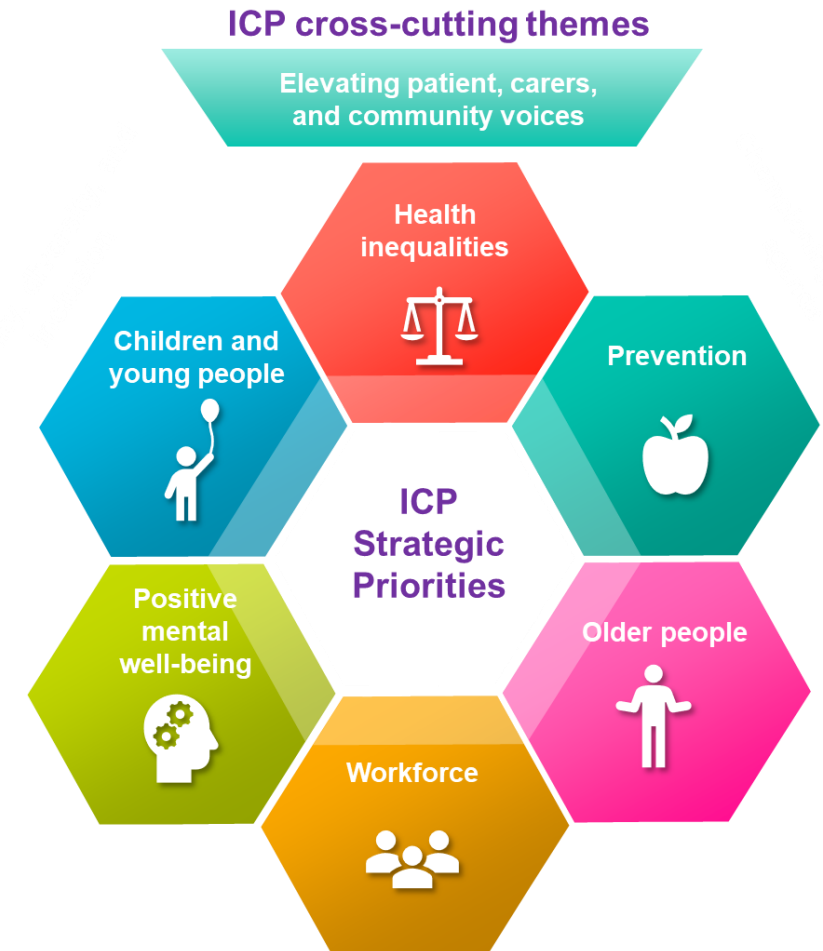 ICP cross-cutting themes
Elevating patient, carers,
and community voices
Health
inequalities
Children and
young people
Prevention
ICP
Strategic
Priorities
Positive
mental
well-being
Older people
Workforce